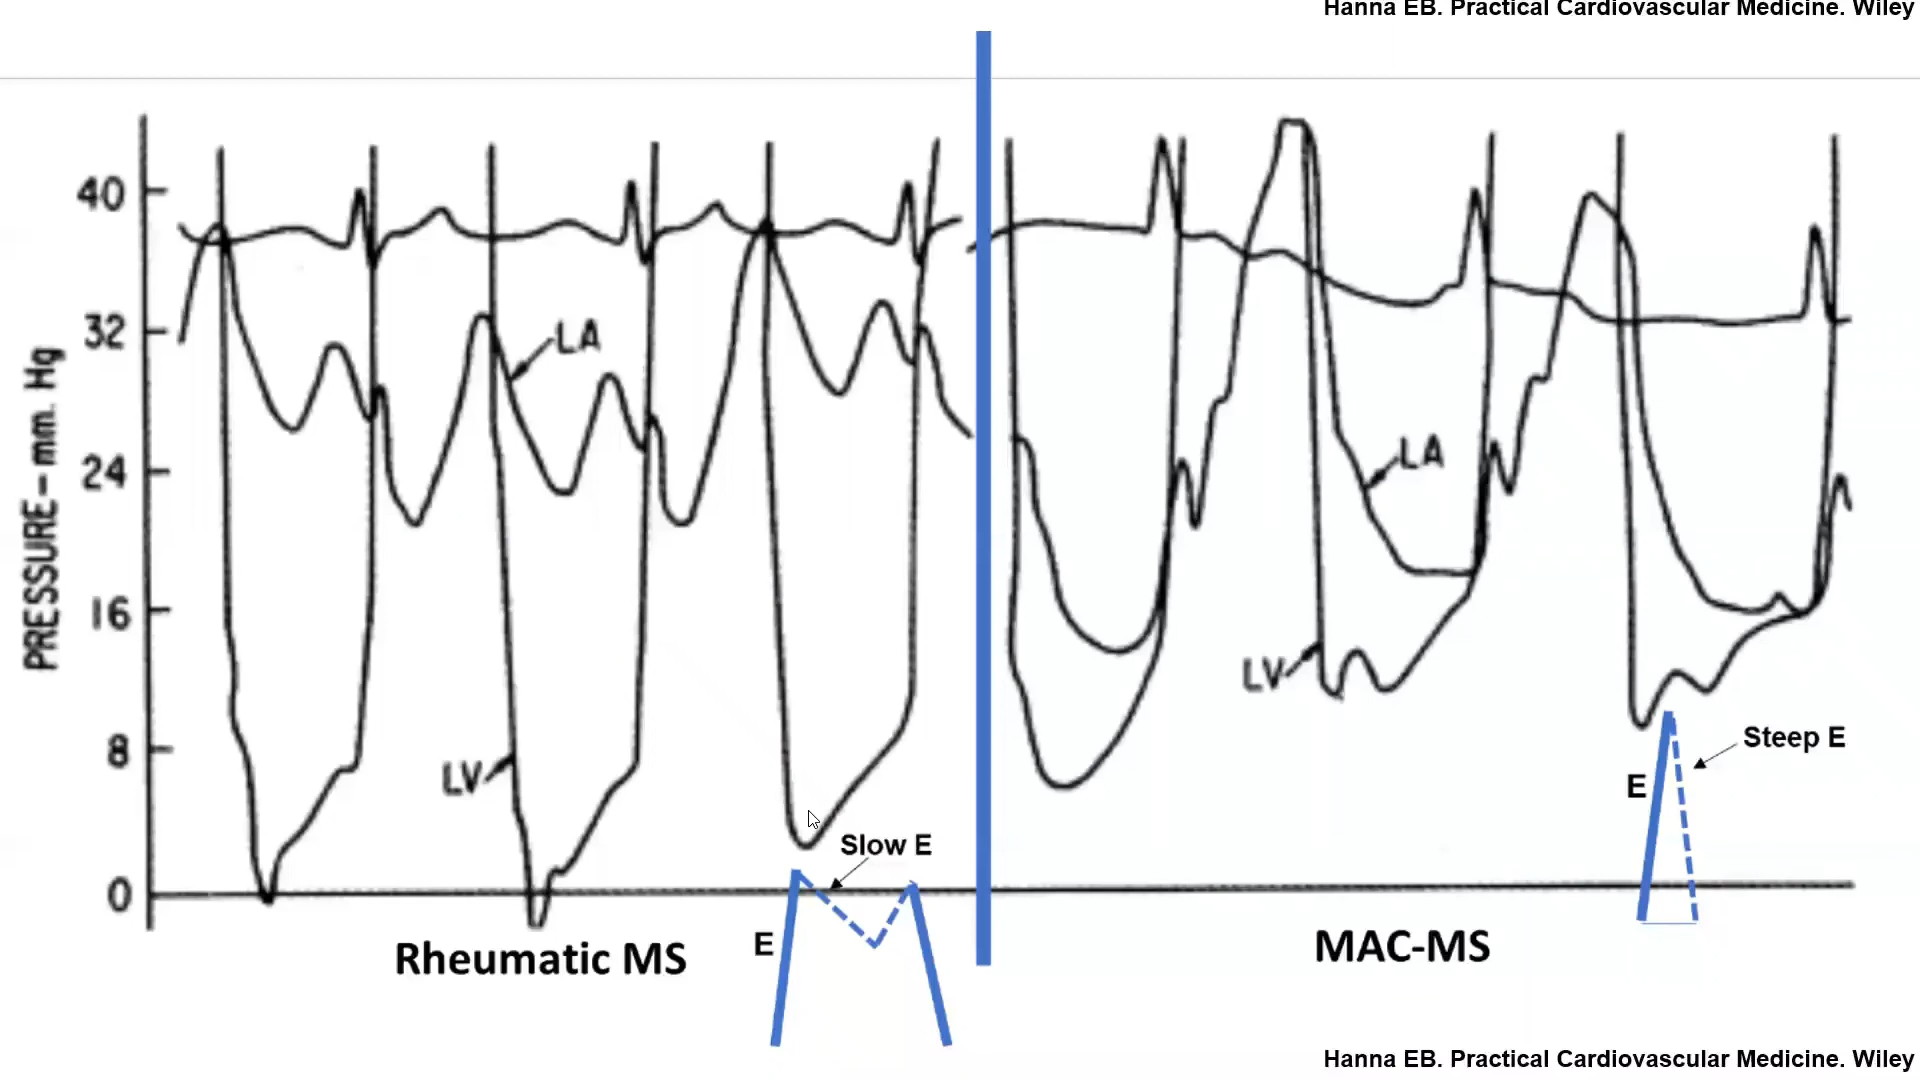 Hanna EB. Practical Cardiovascular Medicine. Wiley
PRESSURE-mm. Hg
40
32
24
16
8
0
LA
LV
Slow E
E
Rheumatic MS
LA
LV
Steep E
E
MAC-MS
Hanna EB. Practical Cardiovascular Medicine. Wiley